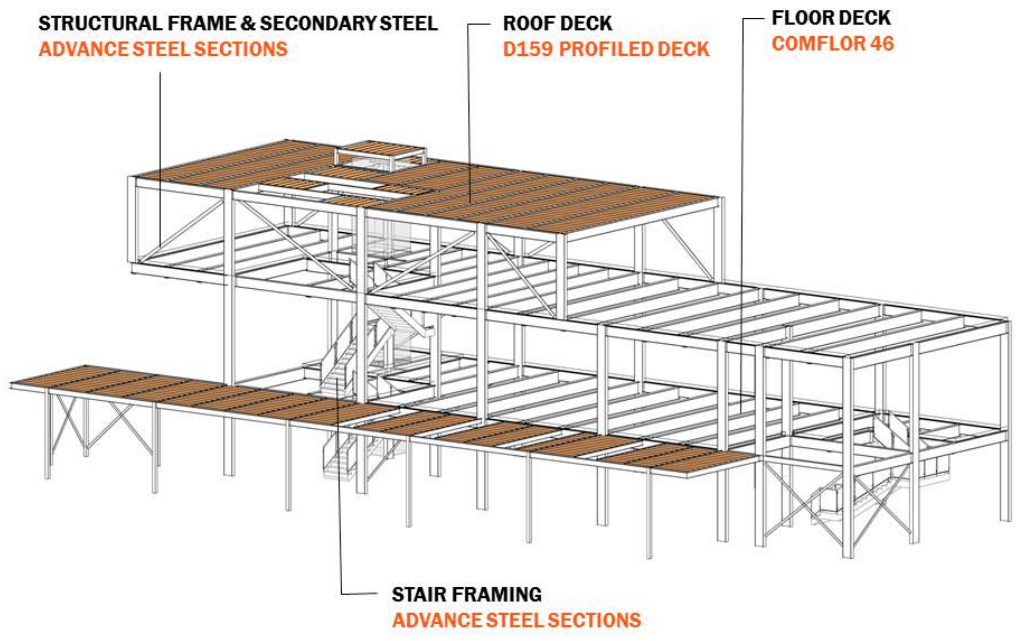 STRUCTURAL FRAME & SECONDARY STEEL
ADVANCE STEEL SECTIONS
ROOF DECK
D159 PROFILED DECK
FLOOR DECK
COMFLOR 46
STAIR FRAMING
ADVANCE STEEL SECTIONS